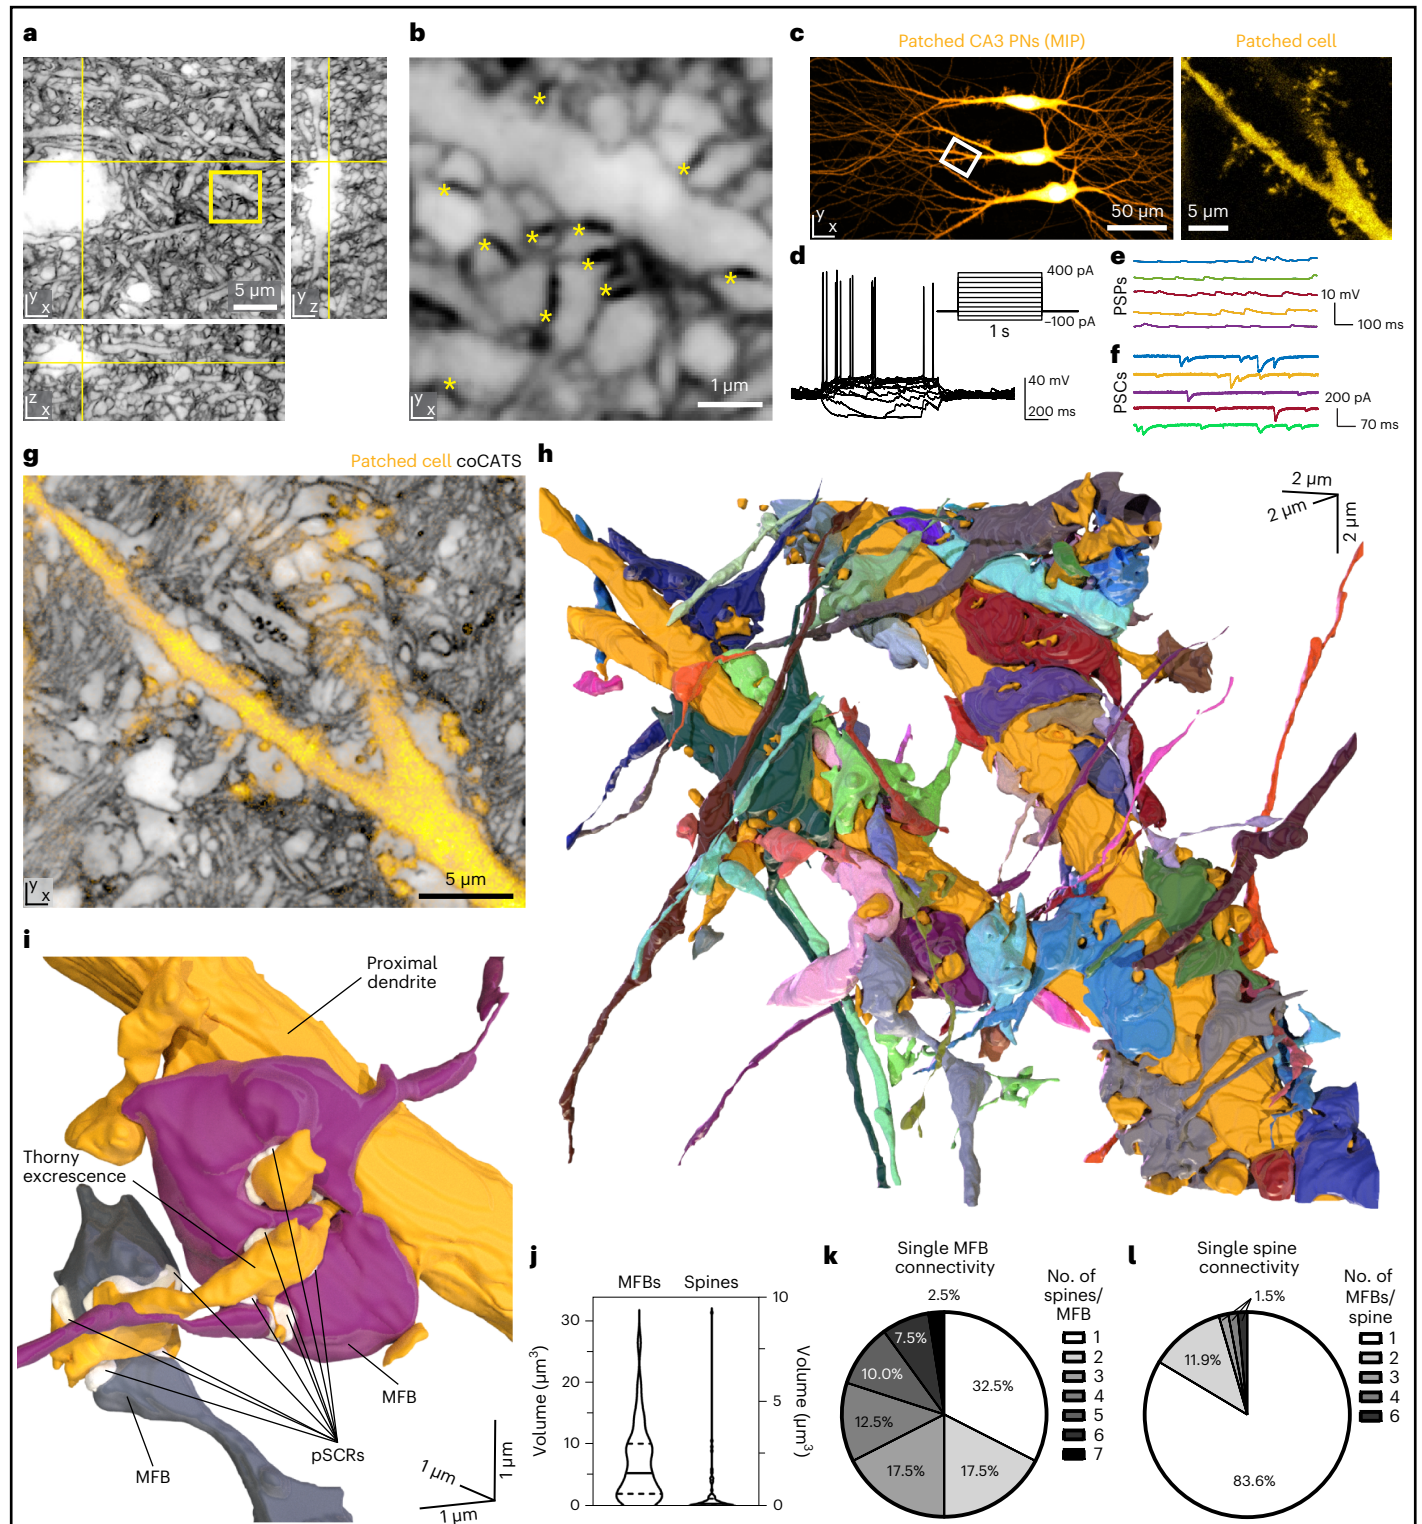 a
y
x
5 µm
y
z
z
x
b
*
*
*
*
*
*
*
*
*
*
*
y
x
1 µm
c
Patched CA3 PNs (MIP)
Patched cell
y
x
50 µm
5 µm
d
400 pA
–100 pA
1 s
40 mV
200 ms
e
PSPs
10 mV
100 ms
f
PSCs
200 pA
70 ms
g
Patched cell coCATS
y
x
5 µm
h
2 µm
2 µm
2 µm
i
Proximal
dendrite
Thorny
excrescence
MFB
MFB
pSCRs
1 µm
1 µm
1 µm
j
MFBs
Spines
Volume (µm3)
30
20
10
0
10
5
0
Volume (µm3)
k
Single MFB
connectivity
2.5%
7.5%
10.0%
12.5%
17.5%
17.5%
32.5%
No. of
spines/
MFB
1
2
3
4
5
6
7
l
Single spine
connectivity
1.5%
11.9%
83.6%
No. of
MFBs/
spine
1
2
3
4
6